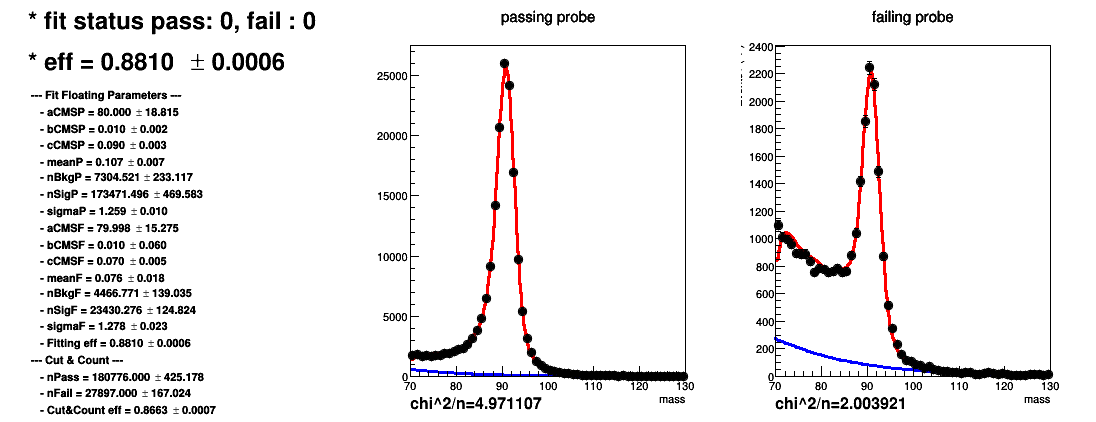 * fit status pass: 0, fail : 0
* eff = 0.8810 ± 0.0006
--- Fit Floating Parameters ---
- aCMSP = 80.000 ± 18.815
- bCMSP = 0.010 ± 0.002
- cCMSP = 0.090 ± 0.003
- meanP = 0.107 ± 0.007
- nBkgP = 7304.521 ± 233.117
- nSigP = 173471.496 ± 469.583
- sigmaP = 1.259 ± 0.010
- aCMSF = 79.998 ± 15.275
- bCMSF = 0.010 ± 0.060
- cCMSF = 0.070 ± 0.005
- meanF = 0.076 ± 0.018
- nBkgF = 4466.771 ± 139.035
- nSigF = 23430.276 ± 124.824
- sigmaF = 1.278 ± 0.023
- Fitting eff = 0.8810 ± 0.0006
--- Cut & Count ---
- nPass = 180776.000 ± 425.178
- nFail = 27897.000 ± 167.024
- Cut&Count eff = 0.8663 ± 0.0007
passing probe
25000
20000
15000
10000
5000
0
70 80 90 100 110 120 130
mass
chi^2/n=4.971107
failing probe
2400
2200
2000
1800
1600
1400
1200
1000
800
600
400
200
0
70 80 90 100 110 120 130
mass
chi^2/n=2.003921